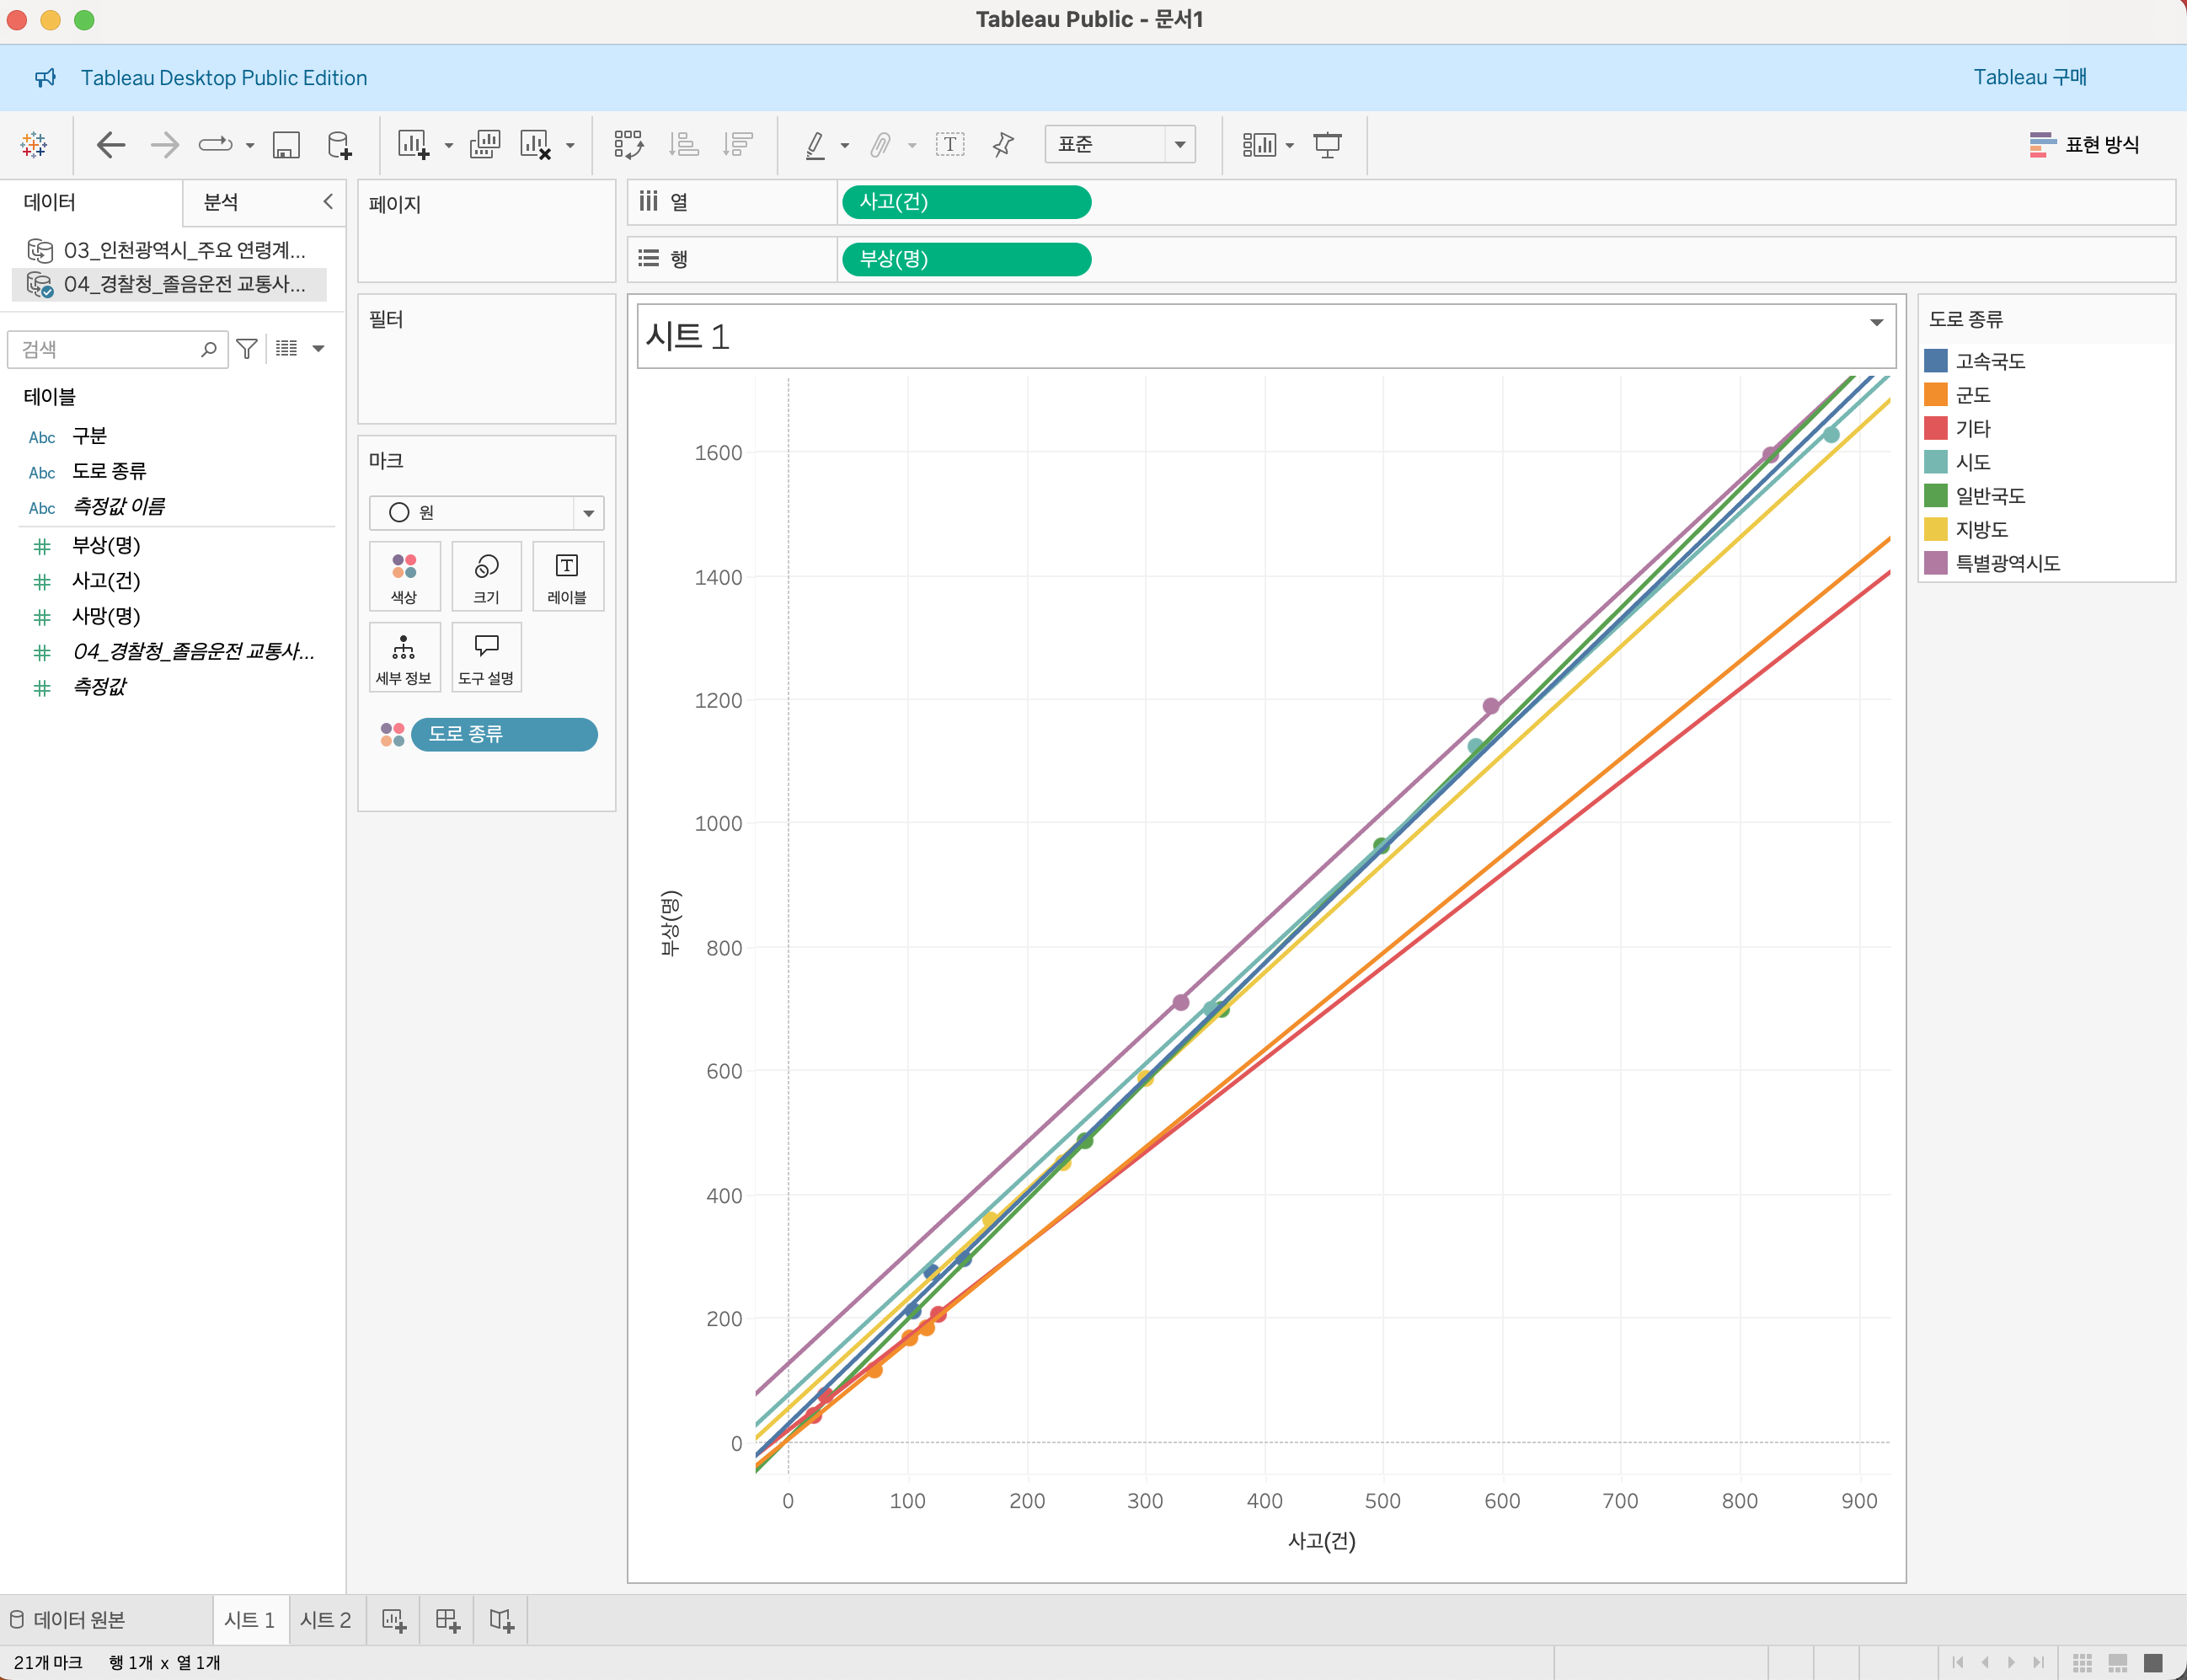 Tableau Public - 문서1
Tableau Desktop Public Edition
Tableau 구매
표준
표현 방식
데이터
분석
03_인천광역시_주요 연령계...
04_경찰청_졸음운전 교통사...
검색
테이블
Abc 구분
Abc 도로 종류
Abc 측정값 이름
부상(명)
사고(건)
사망(명)
04_경찰청_졸음운전 교통사...
측정값
페이지
필터
마크
원
색상
크기
레이블
세부 정보
도구 설명
도로 종류
열
사고(건)
행
부상(명)
시트 1
1600
1400
1200
1000
800
600
400
200
0
부상(명)
0 100 200 300 400 500 600 700 800 900
사고(건)
도로 종류
고속국도
군도
기타
시도
일반국도
지방도
특별광역시도
데이터 원본
시트 1
시트 2
21개 마크 행 1개 x 열 1개